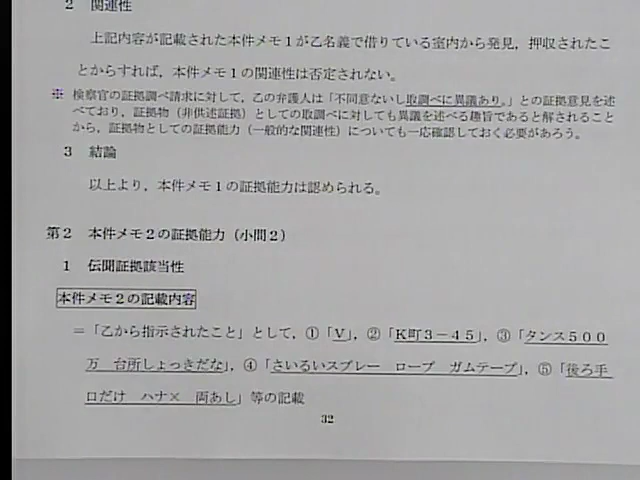 2 関連性
上記内容が記載された本件メモ1が乙名義で借りている室内から発見，押収されたこ
とからすれば，本件メモ1の関連性は否定されない。
※ 検察官の証拠調べ請求に対して，乙の弁護人は「不同意ないし取調べに異議あり。」との証拠意見を述
べており，証拠物（非供述証拠）としての取調べに対しても異議を述べる趣旨であると解されること
から，証拠物としての証拠能力（一般的な関連性）についても一応確認しておく必要があろう。
3 結論
以上より，本件メモ1の証拠能力は認められる。
第2 本件メモ2の証拠能力（小問2）
1 伝聞証拠該当性
本件メモ2の記載内容
＝「乙から指示されたこと」として，①「V」，②「K町3－45」，③「タンス500
万 台所しょっきだな」，④「さいるいスプレー ロープ ガムテープ」，⑤「後ろ手
口だけ ハナ× 両あし」等の記載
32